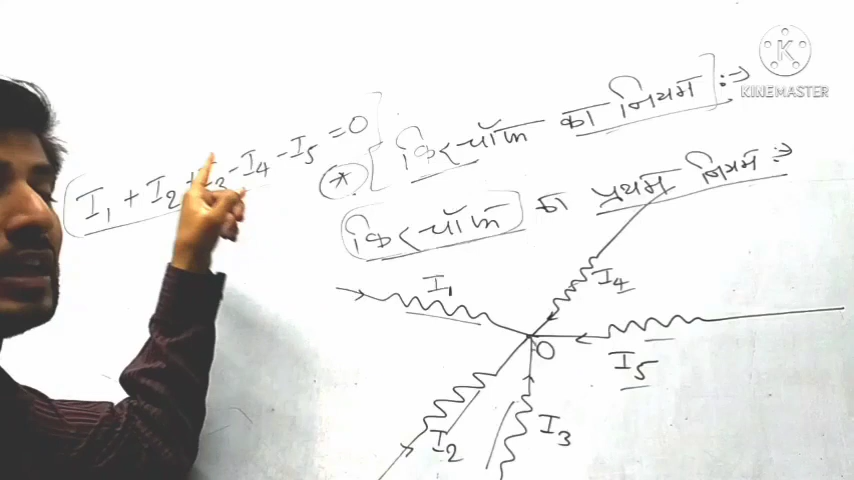 I₁ + I₂ + I₃ - I₄ - I₅ = 0
* [ किरचॉफ का नियम ] :→
किरचॉफ का प्रथम नियम :→
I₁
I₄
O
I₅
I₂
I₃
K
KINEMASTER